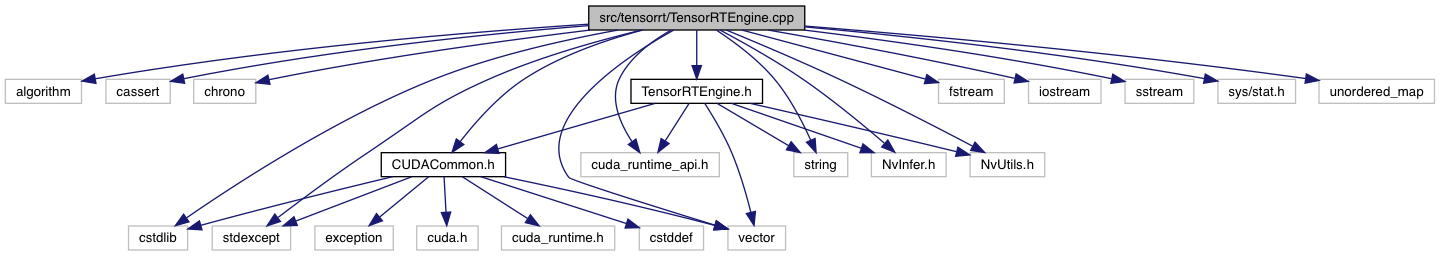 src/tensorrt/TensorRTEngine.cpp
algorithm
cassert
chrono
TensorRTEngine.h
fstream
iostream
sstream
sys/stat.h
unordered_map
CUDACommon.h
cuda_runtime_api.h
string
NvInfer.h
NvUtils.h
cstdlib
stdexcept
exception
cuda.h
cuda_runtime.h
cstddef
vector